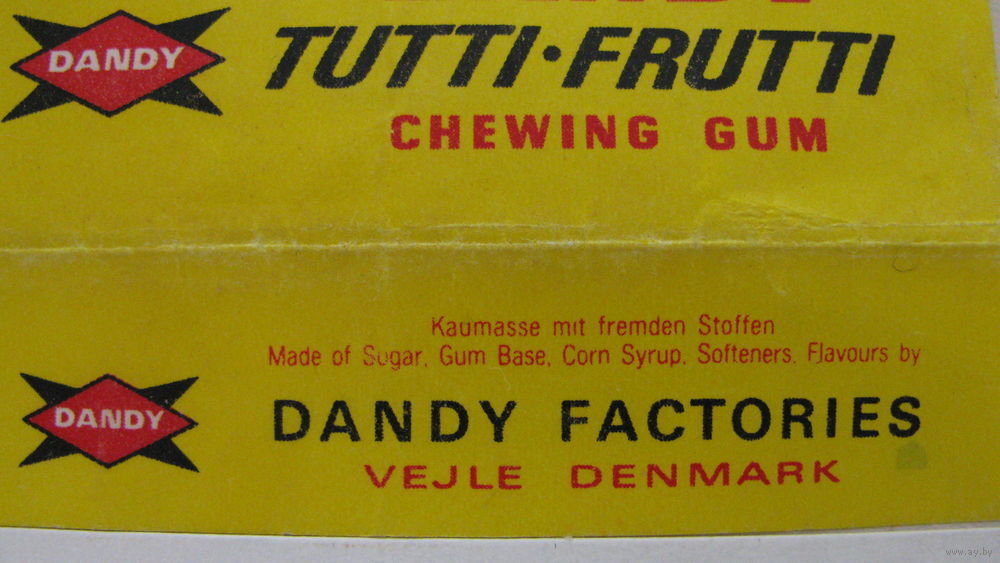 DANDY
TUTTI·FRUTTI
CHEWING GUM
Kaumasse mit fremden Stoffen
Made of Sugar, Gum Base, Corn Syrup, Softeners, Flavours by
DANDY
DANDY FACTORIES
VEJLE DENMARK
www.ay.by